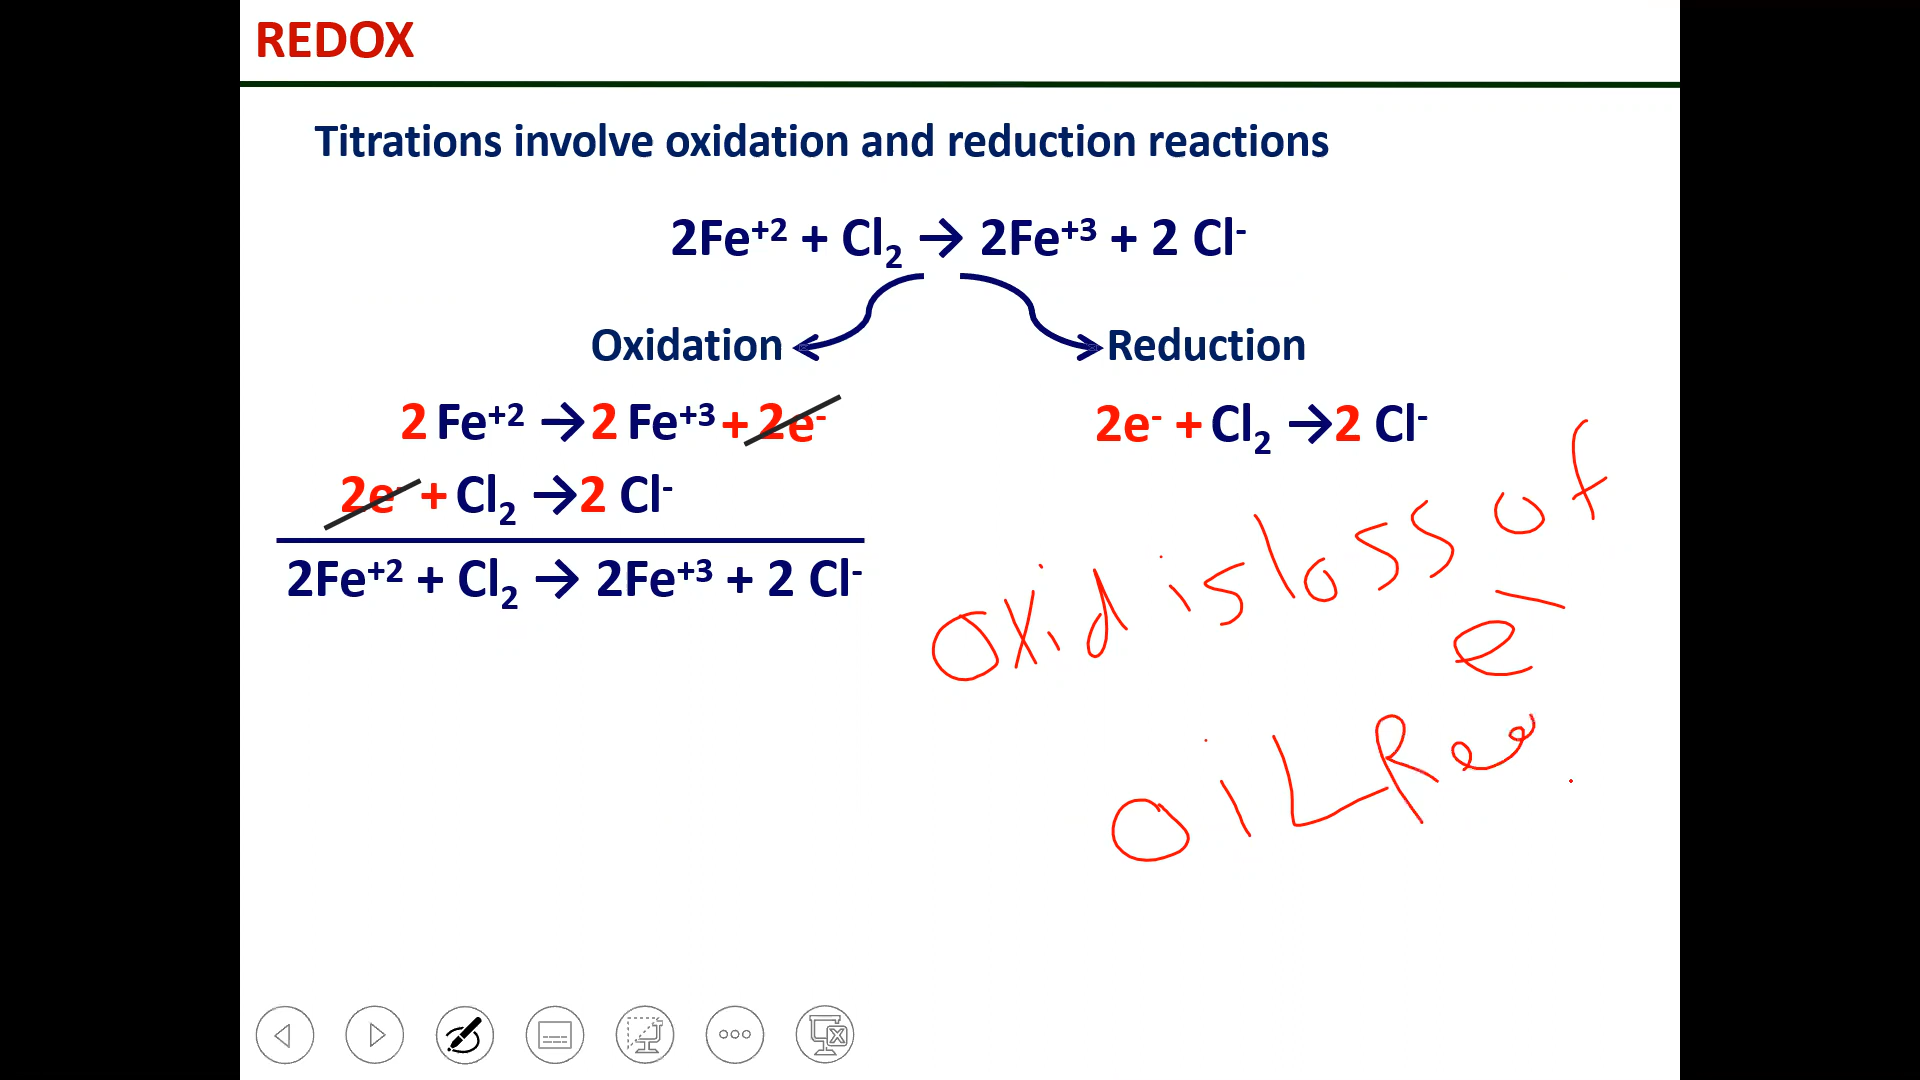 REDOX
Titrations involve oxidation and reduction reactions
2Fe⁺² + Cl₂ → 2Fe⁺³ + 2 Cl⁻
Oxidation
Reduction
2 Fe⁺² → 2 Fe⁺³ + 2e⁻
2e⁻ + Cl₂ → 2 Cl⁻
2e⁻ + Cl₂ → 2 Cl⁻
2Fe⁺² + Cl₂ → 2Fe⁺³ + 2 Cl⁻
oxid is loss of
e⁻
OiL